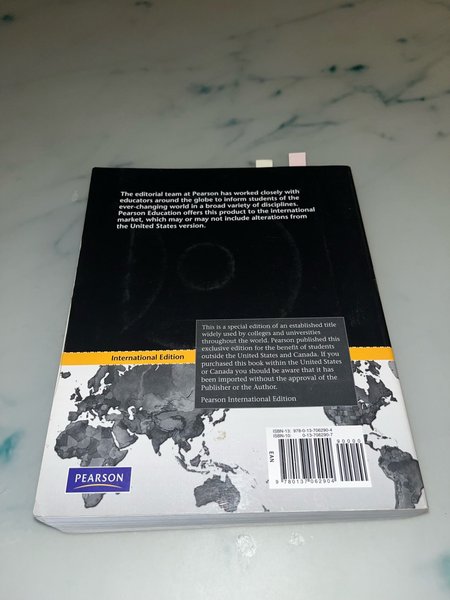 The editorial team at Pearson has worked closely with
educators around the globe to inform students of the
ever-changing world in a broad variety of disciplines.
Pearson Education offers this product to the international
market, which may or may not include alterations from
the United States version.
This is a special edition of an established title
widely used by colleges and universities
throughout the world. Pearson published this
exclusive edition for the benefit of students
outside the United States and Canada. If you
purchased this book within the United States
or Canada you should be aware that it has
been imported without the approval of the
Publisher or the Author.
Pearson International Edition
International Edition
ISBN-13: 978-0-13-706290-4
ISBN-10: 0-13-706290-7
90000
EAN
9 780137 062904
PEARSON